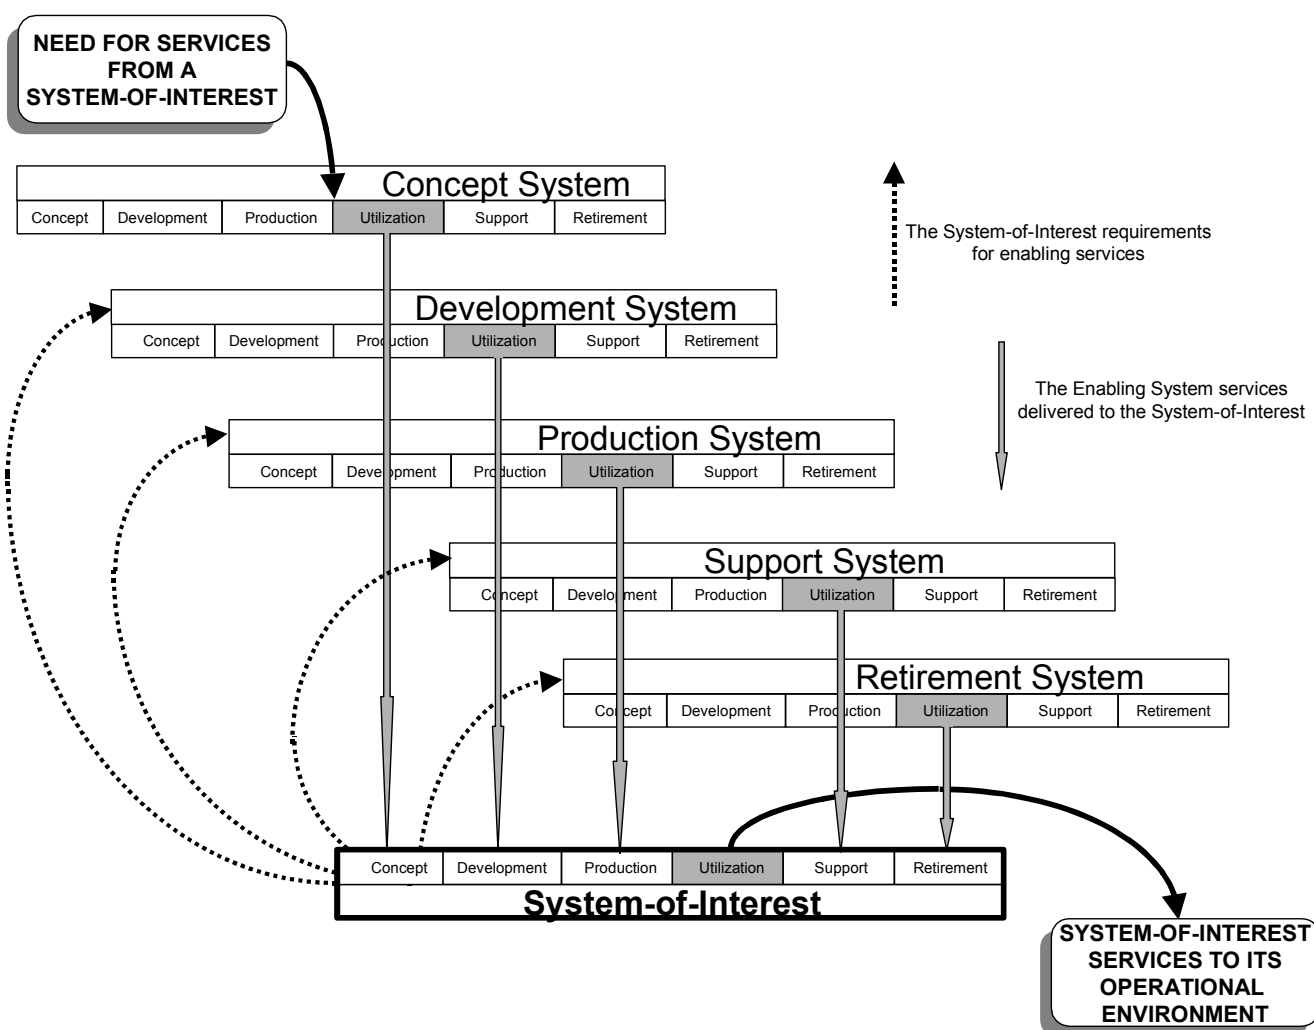 NEED FOR SERVICES
FROM A
SYSTEM-OF-INTEREST
Concept System
Concept Development Production Utilization Support Retirement
The System-of-Interest requirements
for enabling services
Development System
Concept Development Production Utilization Support Retirement
The Enabling System services
delivered to the System-of-Interest
Production System
Concept Development Production Utilization Support Retirement
Support System
Concept Development Production Utilization Support Retirement
Retirement System
Concept Development Production Utilization Support Retirement
Concept Development Production Utilization Support Retirement
System-of-Interest
SYSTEM-OF-INTEREST
SERVICES TO ITS
OPERATIONAL
ENVIRONMENT